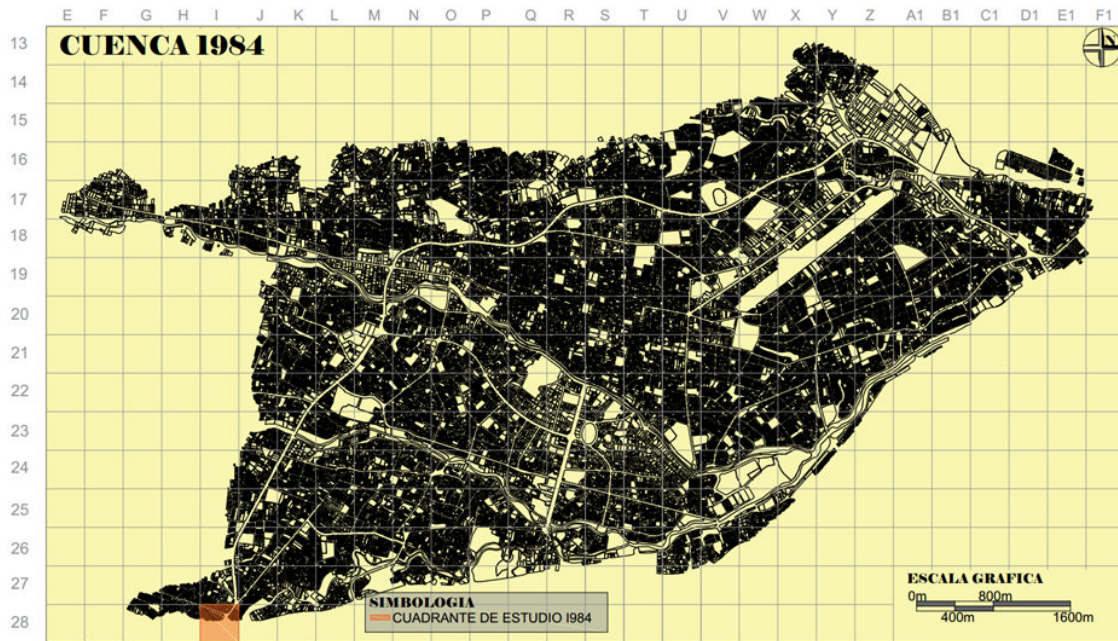 E F G H I J K L M N O P Q R S T U V W X Y Z A1 B1 C1 D1 E1 F1
13
CUENCA 1984
14
15
16
17
18
19
20
21
22
23
24
25
26
27
28
SIMBOLOGIA
CUADRANTE DE ESTUDIO 1984
ESCALA GRAFICA
0m 800m
400m 1600m